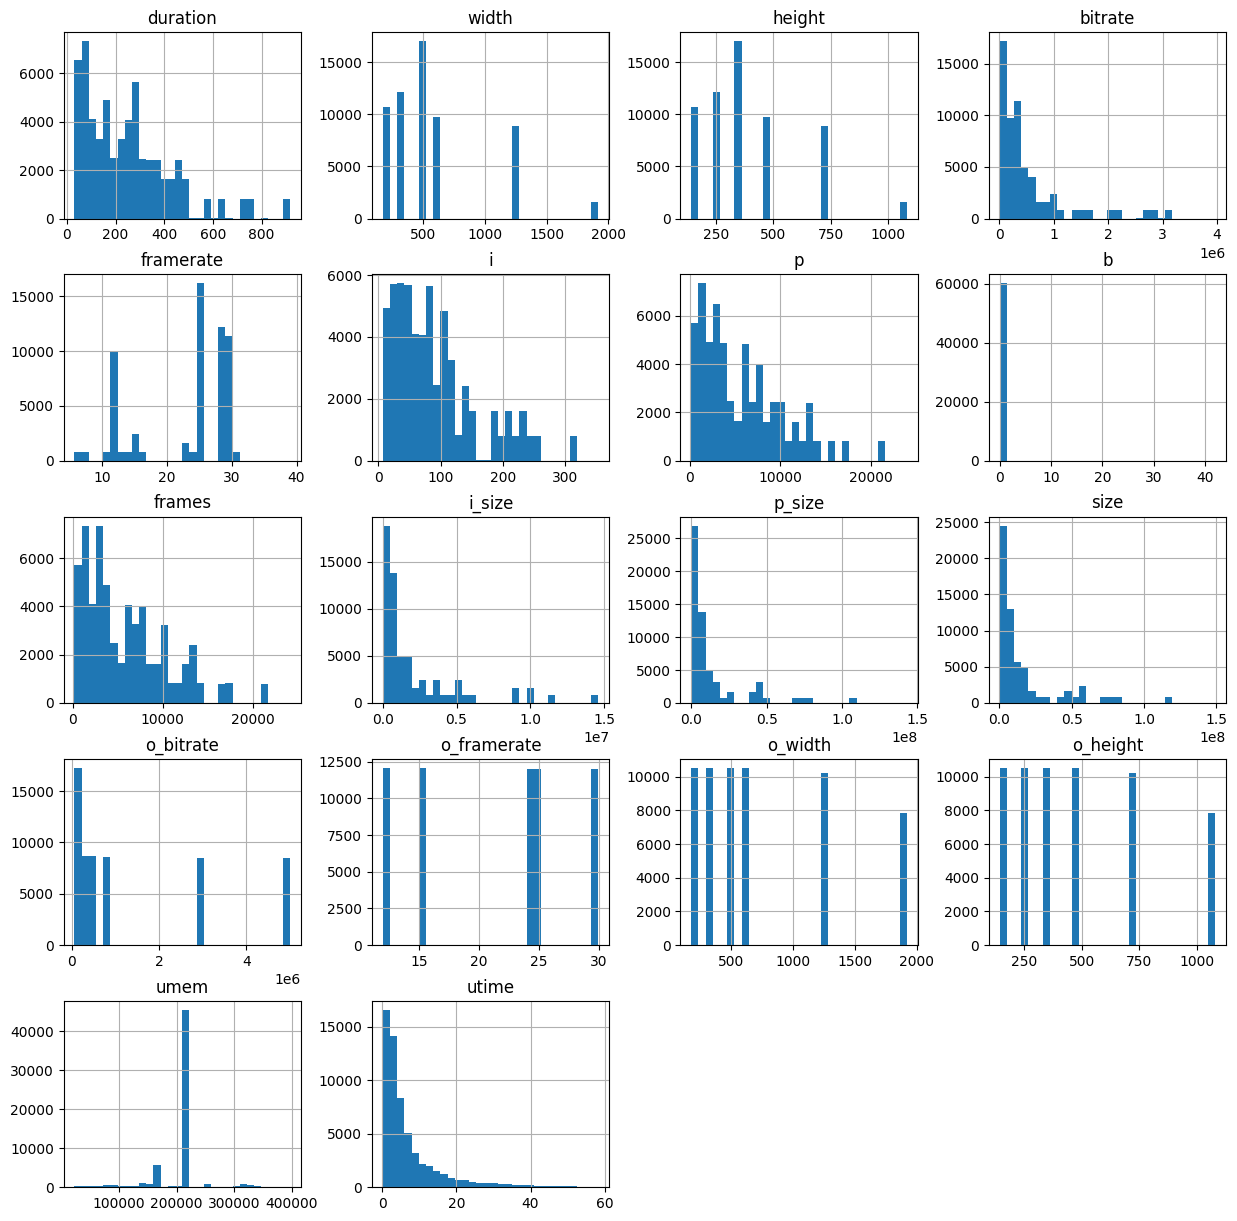 duration width height bitrate
6000
4000
2000
0
0 200 400 600 800
15000
10000
5000
0
500 1000 1500 2000
15000
10000
5000
0
250 500 750 1000
15000
10000
5000
0
0 1 2 3 4
1e6
framerate i p b
15000
10000
5000
0
10 20 30 40
6000
4000
2000
0
0 100 200 300
6000
4000
2000
0
0 10000 20000
60000
40000
20000
0
0 10 20 30 40
frames i_size p_size size
6000
4000
2000
0
0 10000 20000
15000
10000
5000
0
0.0 0.5 1.0 1.5
1e7
25000
20000
15000
10000
5000
0
0.0 0.5 1.0 1.5
1e8
25000
20000
15000
10000
5000
0
0.0 0.5 1.0 1.5
1e8
o_bitrate o_framerate o_width o_height
15000
10000
5000
0
0 2 4
1e6
12500
10000
7500
5000
2500
0
15 20 25 30
10000
8000
6000
4000
2000
0
500 1000 1500 2000
10000
8000
6000
4000
2000
0
250 500 750 1000
umem utime
40000
30000
20000
10000
0
100000 200000 300000 400000
15000
10000
5000
0
0 20 40 60